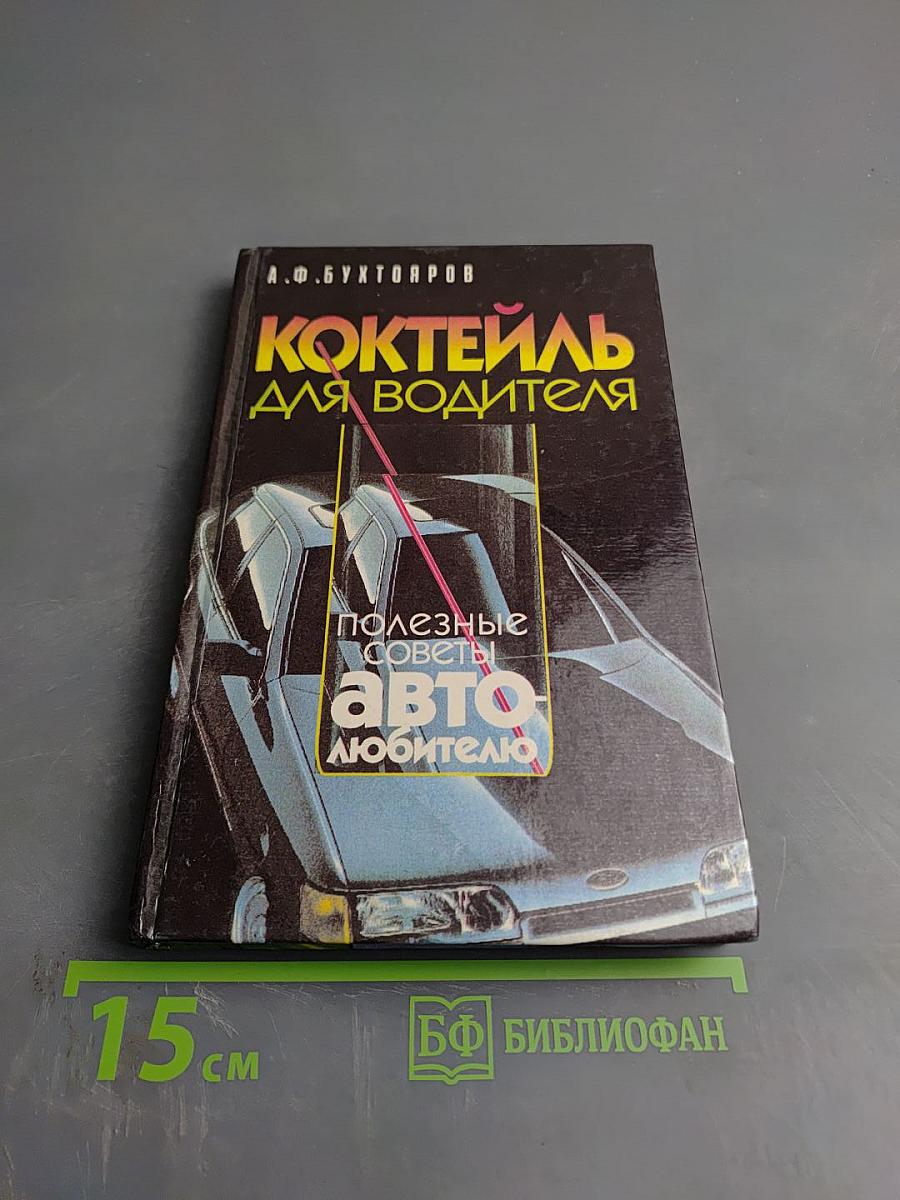 А.Ф.БУХТОЯРОВ
КОКТЕЙЛЬ
ДЛЯ ВОДИТЕЛЯ
ПОЛЕЗНЫЕ
СОВЕТЫ
АВТО-
ЛЮБИТЕЛЮ
15 см
БФ БИБЛИОФАН